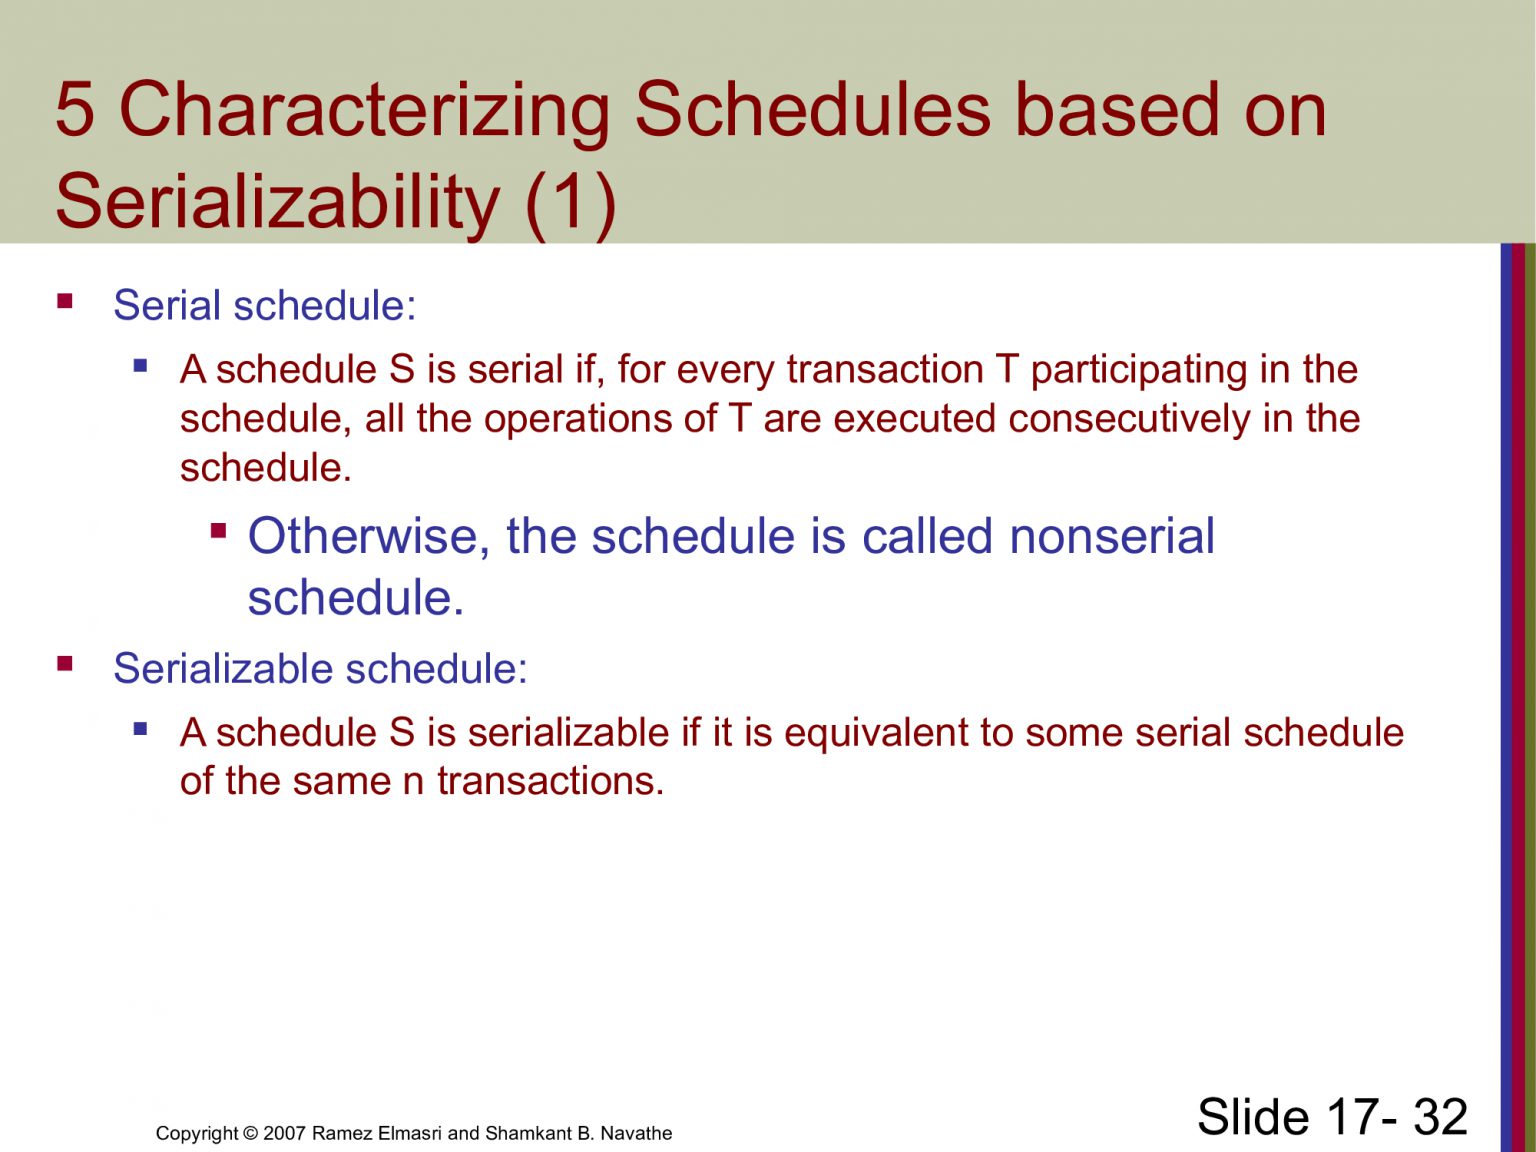 5 Characterizing Schedules based on
Serializability (1)
Serial schedule:
A schedule S is serial if, for every transaction T participating in the
schedule, all the operations of T are executed consecutively in the
schedule.
Otherwise, the schedule is called nonserial
schedule.
Serializable schedule:
A schedule S is serializable if it is equivalent to some serial schedule
of the same n transactions.
Copyright © 2007 Ramez Elmasri and Shamkant B. Navathe
Slide 17- 32